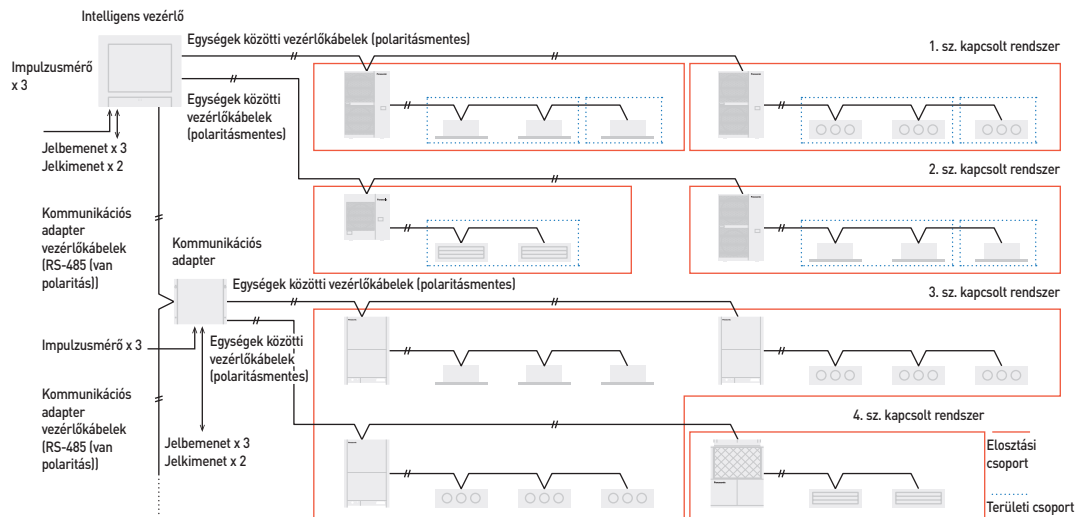 Intelligens vezérlő
Egységek közötti vezérlőkábelek (polaritásmentes)
1. sz. kapcsolt rendszer
Impulzusmérő
x 3
Egységek közötti
vezérlőkábelek
(polaritásmentes)
Jelbemenet x 3
Jelkimenet x 2
2. sz. kapcsolt rendszer
Kommunikációs
adapter
vezérlőkábelek
(RS-485 (van
polaritás))
Kommunikációs
adapter
Egységek közötti vezérlőkábelek (polaritásmentes)
3. sz. kapcsolt rendszer
Impulzusmérő x 3
Egységek közötti
vezérlőkábelek
(polaritásmentes)
Kommunikációs
adapter
vezérlőkábelek
(RS-485 (van
polaritás))
Jelbemenet x 3
Jelkimenet x 2
4. sz. kapcsolt rendszer
Elosztási
csoport
Területi csoport